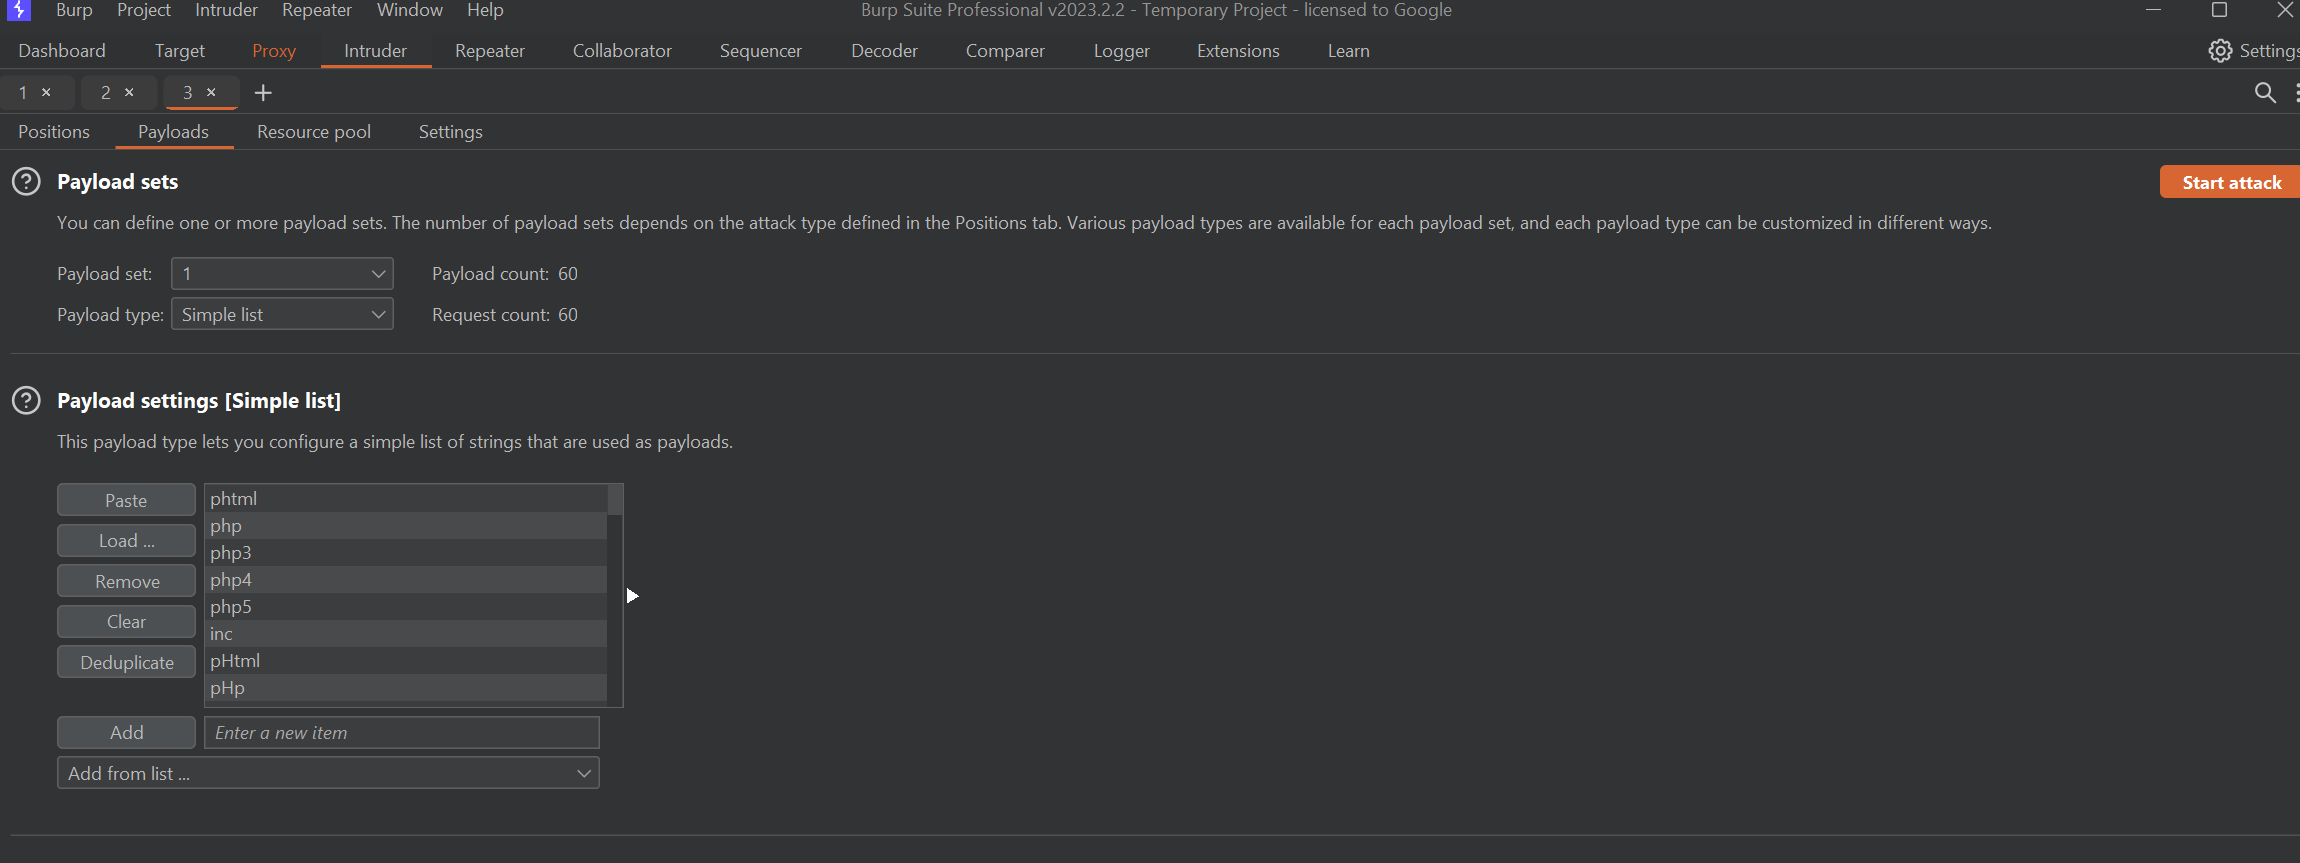 Burp Project Intruder Repeater Window Help Burp Suite Professional v2023.2.2 - Temporary Project - licensed to Google
Dashboard Target Proxy Intruder Repeater Collaborator Sequencer Decoder Comparer Logger Extensions Learn Settings
1 × 2 × 3 × +
Positions Payloads Resource pool Settings
? Payload sets Start attack
You can define one or more payload sets. The number of payload sets depends on the attack type defined in the Positions tab. Various payload types are available for each payload set, and each payload type can be customized in different ways.
Payload set: 1 Payload count: 60
Payload type: Simple list Request count: 60
? Payload settings [Simple list]
This payload type lets you configure a simple list of strings that are used as payloads.
Paste
Load ...
Remove
Clear
Deduplicate
phtml
php
php3
php4
php5
inc
pHtml
pHp
Add Enter a new item
Add from list ...